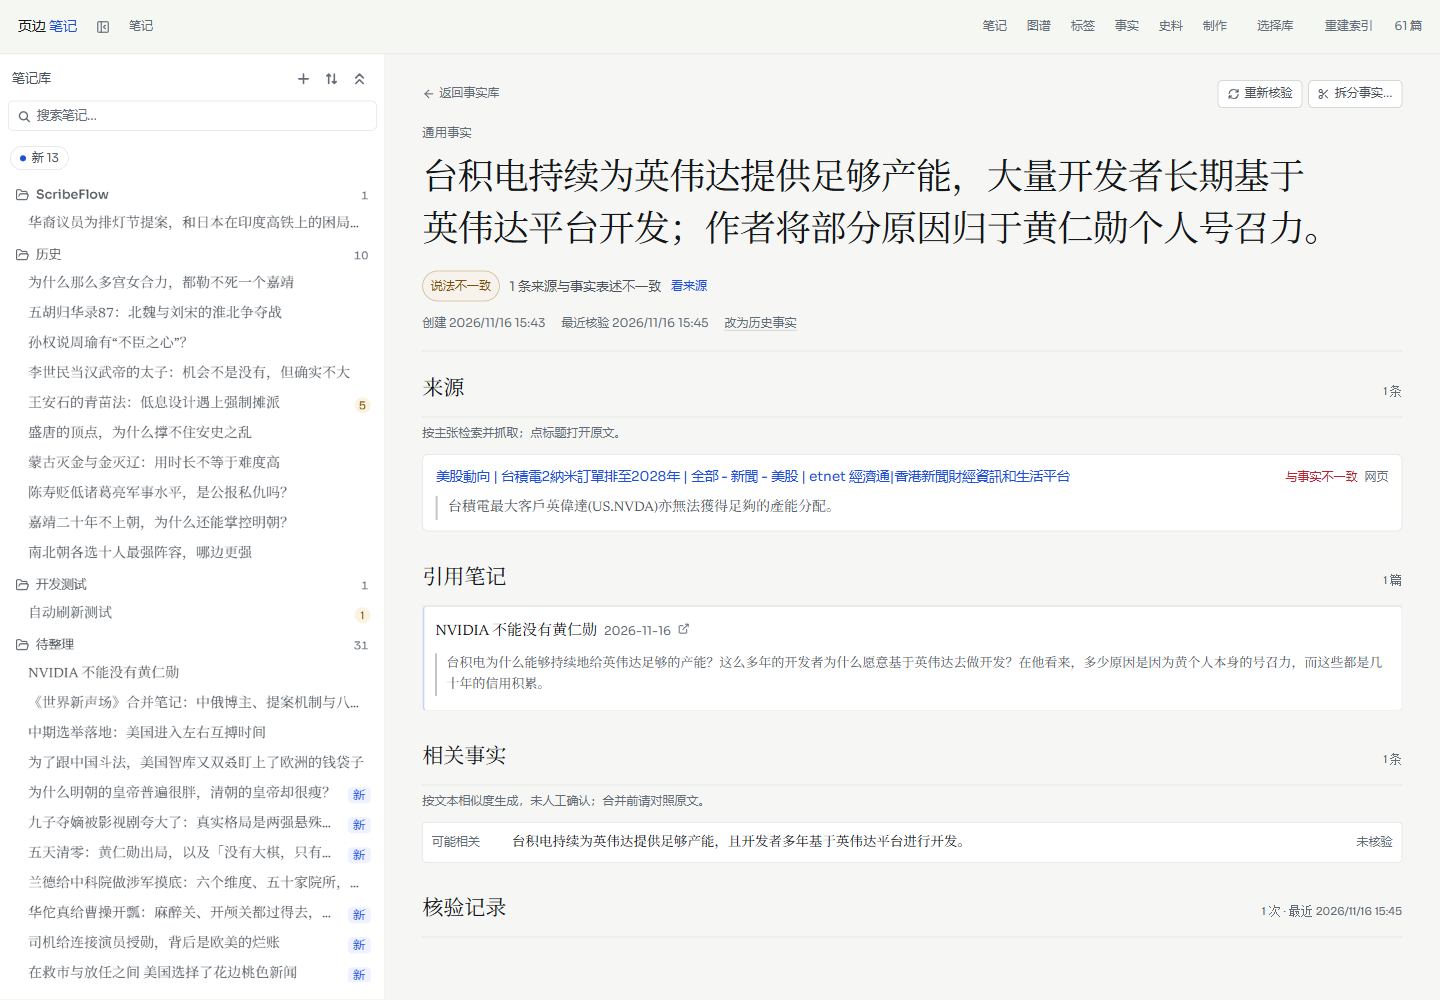 页边 笔记
笔记
笔记 图谱 标签 事实 史料 制作 选择库 重建索引 61 篇
笔记库
搜索笔记...
新 13
ScribeFlow 1
华裔议员为排灯节提案，和日本在印度高铁上的困局...
历史 10
为什么那么多宫女合力，都勒不死一个嘉靖
五胡归华录87：北魏与刘宋的淮北争夺战
孙权说周瑜有“不臣之心”？
李世民当汉武帝的太子：机会不是没有，但确实不大
王安石的青苗法：低息设计遇上强制摊派 5
盛唐的顶点，为什么撑不住安史之乱
蒙古灭金与金灭辽：用时长不等于难度高
陈寿贬低诸葛亮军事水平，是公报私仇吗？
嘉靖二十年不上朝，为什么还能掌控明朝？
南北朝各选十人最强阵容，哪边更强
开发测试 1
自动刷新测试 1
待整理 31
NVIDIA 不能没有黄仁勋
《世界新声场》合并笔记：中俄博主、提案机制与八...
中期选举落地：美国进入左右互搏时间
为了跟中国斗法，美国智库又双叒盯上了欧洲的钱袋子
为什么明朝的皇帝普遍很胖，清朝的皇帝却很瘦？ 新
九子夺嫡被影视剧夸大了：真实格局是两强悬殊... 新
五天清零：黄仁勋出局，以及「没有大棋，只有... 新
兰德给中科院做涉军摸底：六个维度、五十家院所，...
华佗真给曹操开瓢：麻醉关、开颅关都过得去，... 新
司机给连接演员授勋，背后是欧美的烂账 新
在救市与放任之间 美国选择了花边桃色新闻 新
返回事实库
重新核验
拆分事实...
通用事实
台积电持续为英伟达提供足够产能，大量开发者长期基于
英伟达平台开发；作者将部分原因归于黄仁勋个人号召力。
说法不一致 1 条来源与事实表述不一致 看来源
创建 2026/11/16 15:43 最近核验 2026/11/16 15:45 改为历史事实
来源 1 条
按主张检索并抓取；点标题打开原文。
美股動向 | 台積電2納米訂單排至2028年 | 全部 - 新聞 - 美股 | etnet 經濟通|香港新聞財經資訊和生活平台 与事实不一致 网页
台積電最大客戶英偉達(US.NVDA)亦無法獲得足夠的產能分配。
引用笔记 1 篇
NVIDIA 不能没有黄仁勋 2026-11-16
台积电为什么能够持续地给英伟达足够的产能？这么多年的开发者为什么愿意基于英伟达去做开发？在他看来，多少原因是因为黄个人本身的号召力，而这些都是几
十年的信用积累。
相关事实 1 条
按文本相似度生成，未人工确认；合并前请对照原文。
可能相关 台积电持续为英伟达提供足够产能，且开发者多年基于英伟达平台进行开发。 未核验
核验记录 1 次 · 最近 2026/11/16 15:45